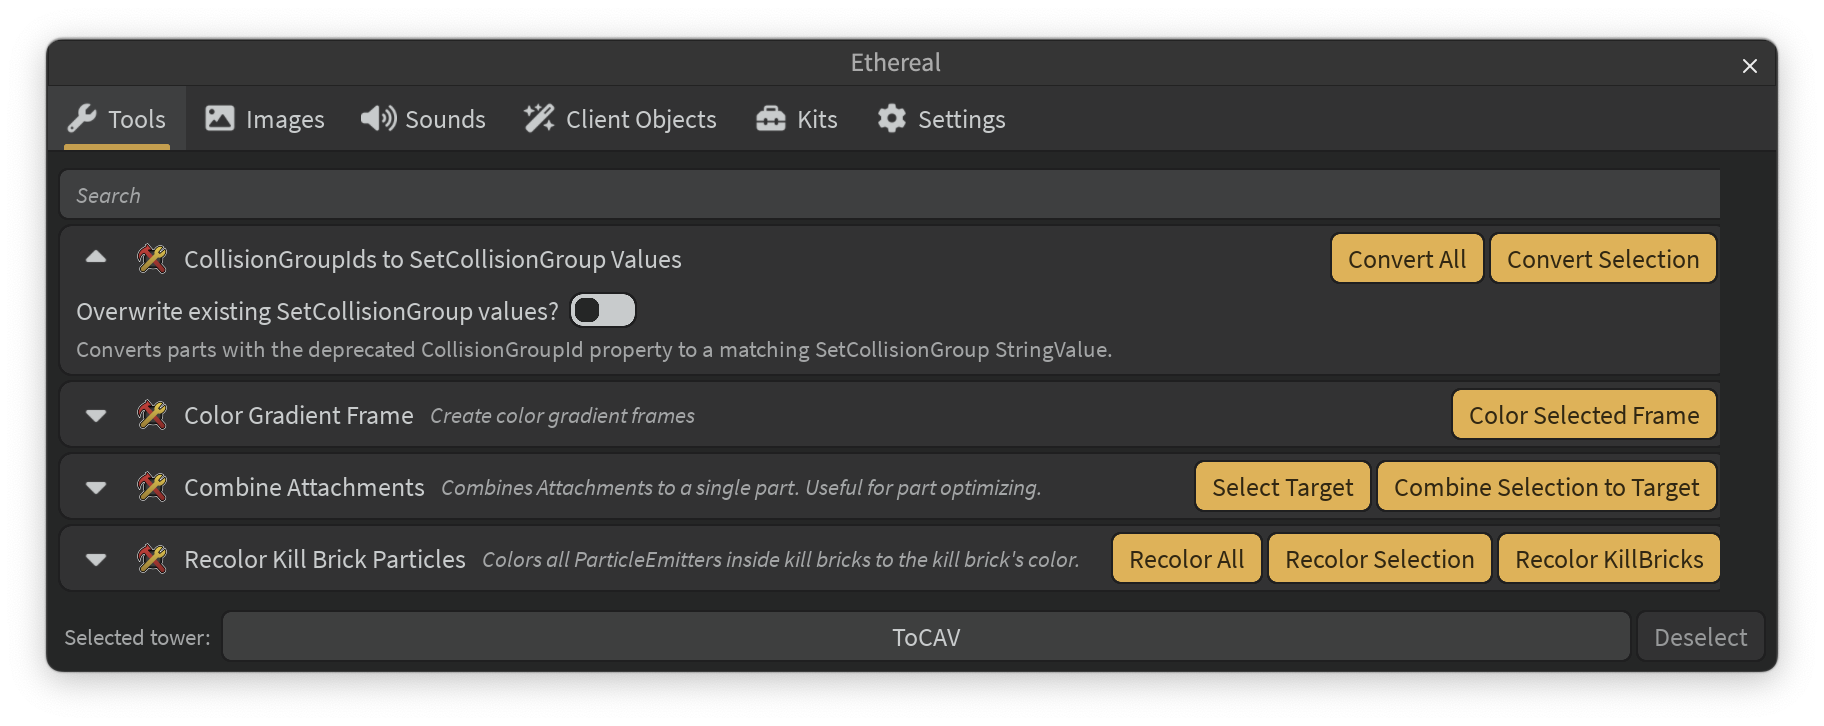 Ethereal
Tools Images Sounds Client Objects Kits Settings
Search
CollisionGroupIds to SetCollisionGroup Values Convert All Convert Selection
Overwrite existing SetCollisionGroup values?
Converts parts with the deprecated CollisionGroupId property to a matching SetCollisionGroup StringValue.
Color Gradient Frame Create color gradient frames Color Selected Frame
Combine Attachments Combines Attachments to a single part. Useful for part optimizing. Select Target Combine Selection to Target
Recolor Kill Brick Particles Colors all ParticleEmitters inside kill bricks to the kill brick's color. Recolor All Recolor Selection Recolor KillBricks
Selected tower: ToCAV Deselect